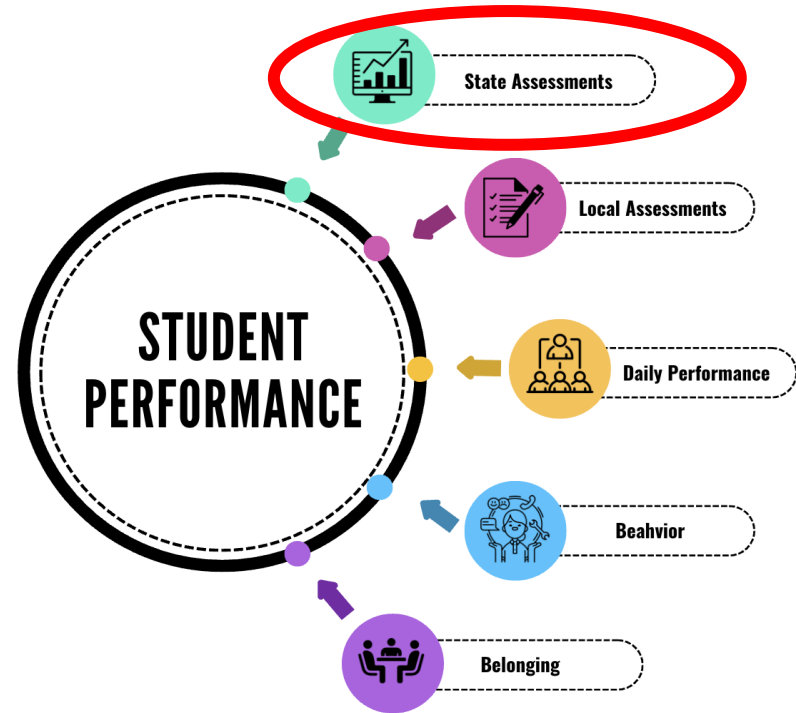 State Assessments
Local Assessments
STUDENT
PERFORMANCE
Daily Performance
Beahvior
Belonging